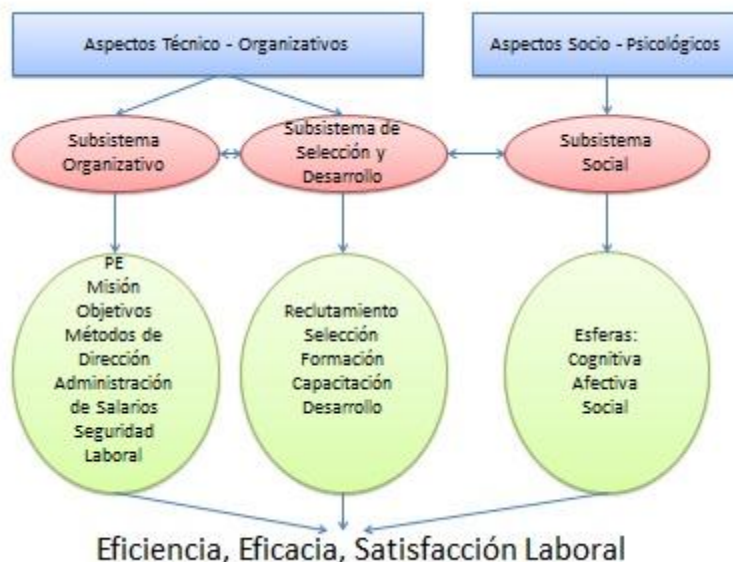 Aspectos Técnico - Organizativos
Aspectos Socio - Psicológicos
Subsistema
Organizativo
Subsistema de
Selección y
Desarrollo
Subsistema
Social
PE
Misión
Objetivos
Métodos de
Dirección
Administración
de Salarios
Seguridad
Laboral
Reclutamiento
Selección
Formación
Capacitación
Desarrollo
Esferas:
Cognitiva
Afectiva
Social
Eficiencia, Eficacia, Satisfacción Laboral